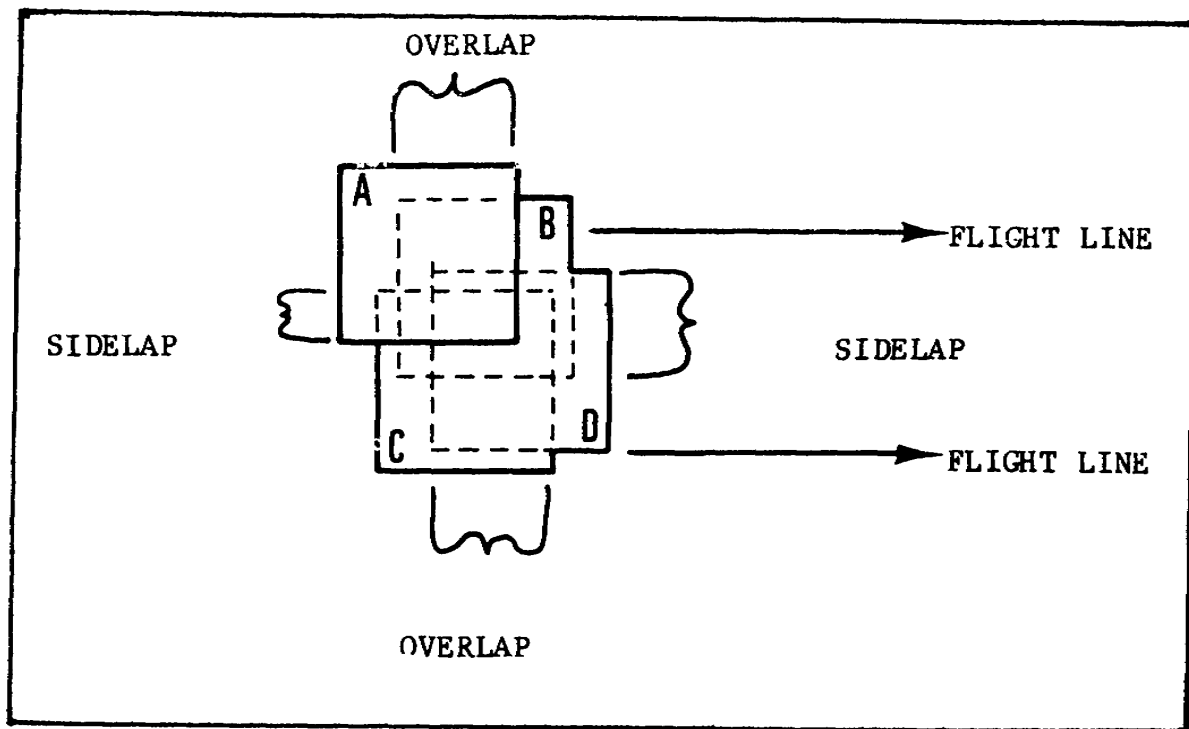 OVERLAP
A
B
FLIGHT LINE
SIDELAP
SIDELAP
C
D
FLIGHT LINE
OVERLAP